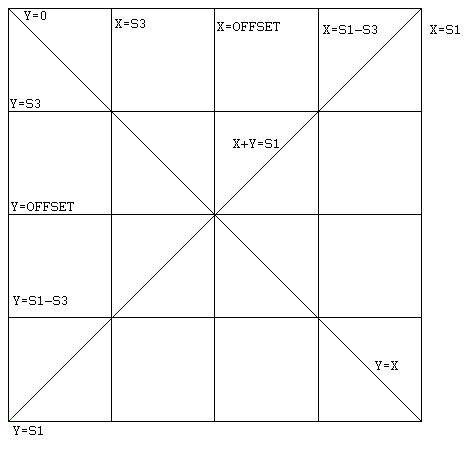 Y=0
X=S3
X=OFFSET
X=S1-S3
X=S1
Y=S3
X+Y=S1
Y=OFFSET
Y=S1-S3
Y=X
Y=S1